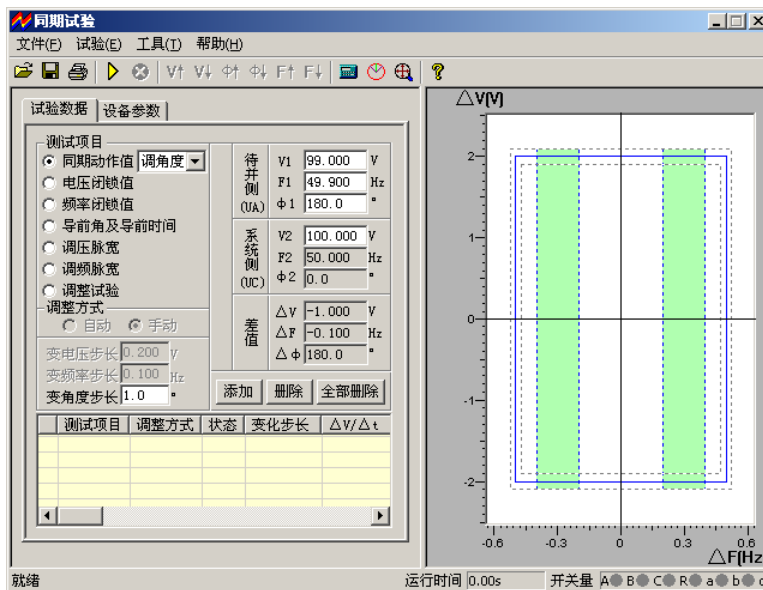 同期试验
文件(F) 试验(E) 工具(T) 帮助(H)
V↑ V↓ Φ↑ Φ↓ F↑ F↓
试验数据 设备参数
测试项目
同期动作值 调角度
电压闭锁值
频率闭锁值
导前角及导前时间
调压脉宽
调频脉宽
调整试验
调整方式
自动 手动
变电压步长 0.200 V
变频率步长 0.100 Hz
变角度步长 1.0 °
待并侧 (UA)
V1 99.000 V
F1 49.900 Hz
Φ1 180.0 °
系统侧 (UC)
V2 100.000 V
F2 50.000 Hz
Φ2 0.0 °
差值
△V -1.000 V
△F -0.100 Hz
△Φ 180.0 °
添加 删除 全部删除
测试项目 调整方式 状态 变化步长 △V/△t
△V(V)
2
1
0
-1
-2
-0.6 -0.3 0 0.3 0.6
△F(Hz
就绪 运行时间 0.00s 开关量 A B C R a b c